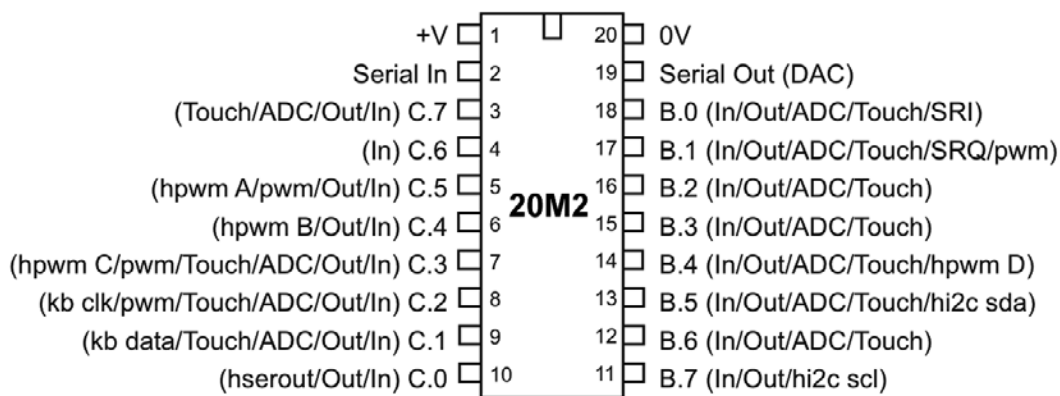 +V 1 20 0V
Serial In 2 19 Serial Out (DAC)
(Touch/ADC/Out/In) C.7 3 18 B.0 (In/Out/ADC/Touch/SRI)
(In) C.6 4 17 B.1 (In/Out/ADC/Touch/SRQ/pwm)
(hpwm A/pwm/Out/In) C.5 5 16 B.2 (In/Out/ADC/Touch)
20M2
(hpwm B/Out/In) C.4 6 15 B.3 (In/Out/ADC/Touch)
(hpwm C/pwm/Touch/ADC/Out/In) C.3 7 14 B.4 (In/Out/ADC/Touch/hpwm D)
(kb clk/pwm/Touch/ADC/Out/In) C.2 8 13 B.5 (In/Out/ADC/Touch/hi2c sda)
(kb data/Touch/ADC/Out/In) C.1 9 12 B.6 (In/Out/ADC/Touch)
(hserout/Out/In) C.0 10 11 B.7 (In/Out/hi2c scl)